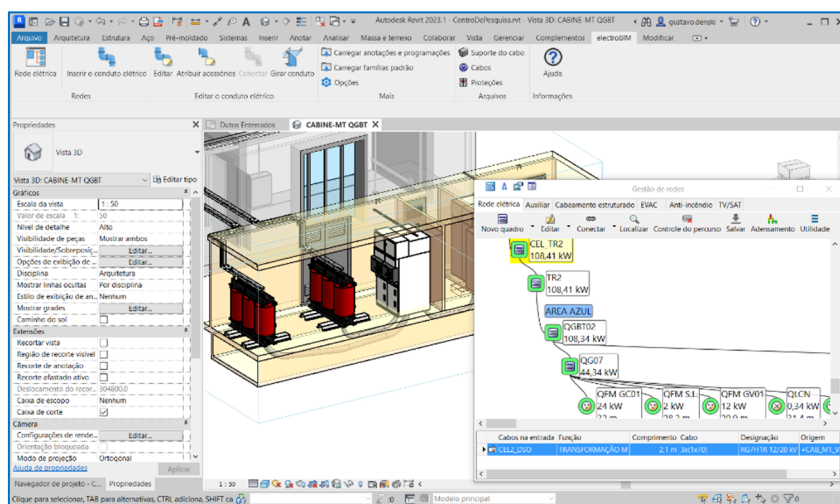 Autodesk Revit 2023.1 - CentroDePesquisa.rvt - Vista 3D: CABINE-MT QGBT
gustavo.denski
Arquivo Arquitetura Estrutura Aço Pré-moldado Sistemas Inserir Anotar Analisar Massa e terreno Colaborar Vista Gerenciar Complementos electroBIM Modificar
Rede elétrica Inserir o conduto elétrico Editar Atribuir acessórios Conectar Girar conduto
Carregar anotações e programações
Carregar famílias padrão
Opções
Suporte do cabo
Cabos
Proteções
Ajuda
Redes Editar o conduto elétrico Mais Arquivos Informações
Propriedades
Dutos Enterrados CABINE-MT QGBT
Vista 3D
Vista 3D: CABINE-MT QGBT Editar tipo
Gráficos
Escala da vista 1 : 50
Valor de escala 1: 50
Nível de detalhe Alto
Visibilidade de peças Mostrar ambos
Visibilidade/Sobreposiç... Editar...
Opções de exibição de ... Editar...
Disciplina Arquitetura
Mostrar linhas ocultas Por disciplina
Estilo de exibição de an... Nenhum
Mostrar grades Editar...
Caminho do sol
Extensões
Recortar vista
Região de recorte visível
Recorte de anotação
Recorte afastado ativo
Deslocamento do recor... 304800.0
Caixa de escopo Nenhum
Caixa de corte
Câmera
Configurações de rende... Editar...
Orientação bloqueada
Modo de projeção Ortogonal
Ajuda de propriedades Aplicar
Navegador de projeto - C... Propriedades
1 : 50
Clique para selecionar, TAB para alternativas, CTRL adiciona, SHIFT ca
:0
Modelo principal
:0
Gestão de redes
Rede elétrica Auxiliar Cabeamento estruturado EVAC Anti-incêndio TV/SAT
Novo quadro Editar Conectar Localizar Controle do percurso Salvar Adensamento Utilidade
CEL_TR2
108,41 kW
TR2
108,41 kW
AREA AZUL
QGBT02
108,34 kW
QG07
44,34 kW
QFM GC01
24 kW
QFM S.I.
2 kW
QFM GV01
12 kW
QLCN
0,34 kW
Cabos na entrada Função Comprimento Cabo Designação Origem
CEL2_DSO TRANSFORMAÇÃO M 2,1 m 3x(1x70) RG7H1R 12/20 kV +CAB_MT_V